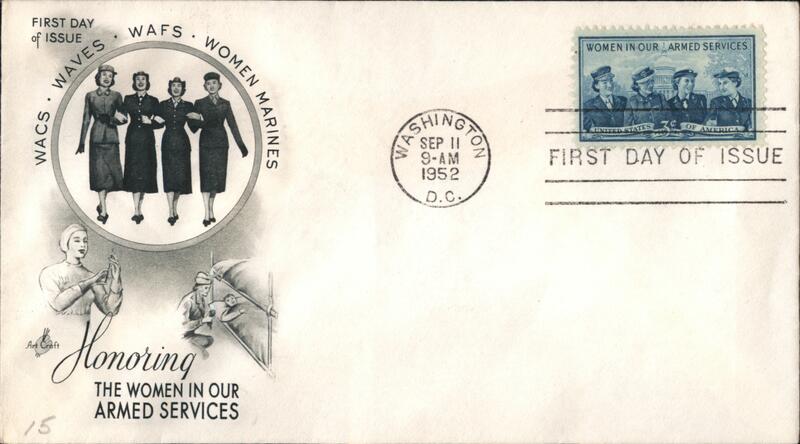 FIRST DAY
of ISSUE
WACS · WAVES · WAFS · WOMEN MARINES
Art Craft
Honoring
THE WOMEN IN OUR
ARMED SERVICES
15
WASHINGTON
SEP 11
9-AM
1952
D.C.
WOMEN IN OUR ARMED SERVICES
UNITED STATES 3¢ OF AMERICA
FIRST DAY OF ISSUE